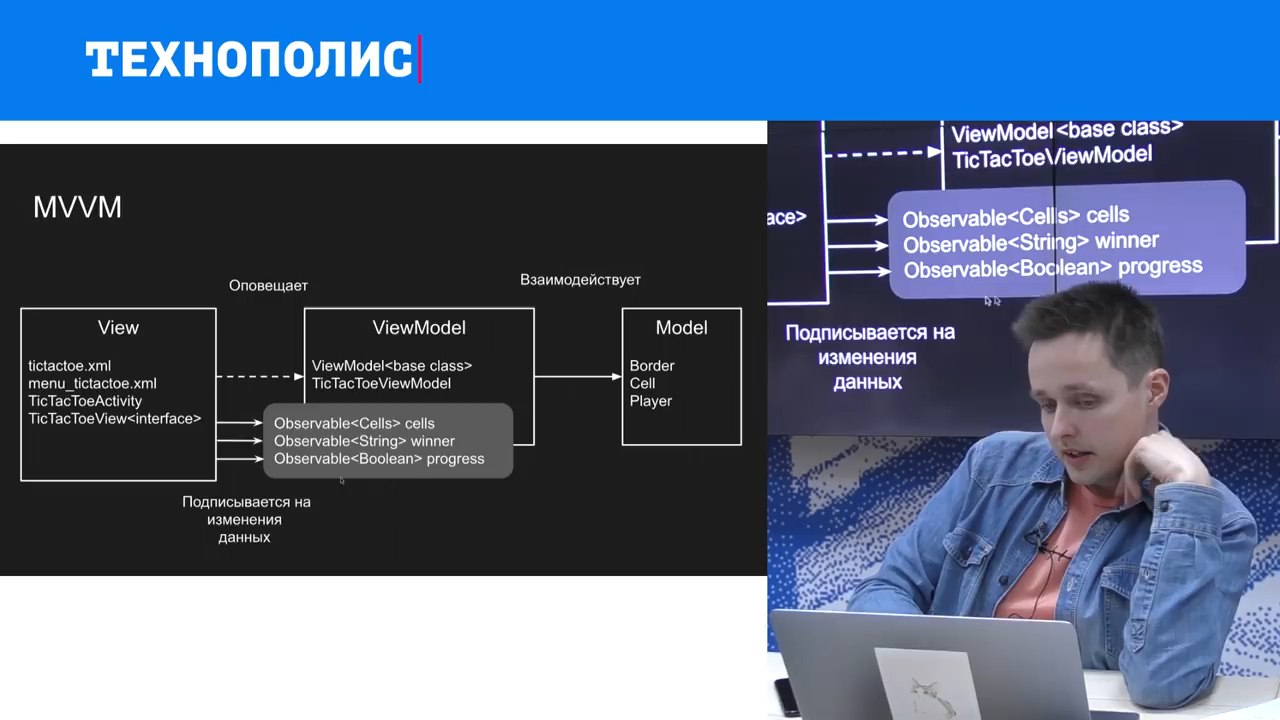 ТЕХНОПОЛИС
MVVM
Оповещает
Взаимодействует
View
tictactoe.xml
menu_tictactoe.xml
TicTacToeActivity
TicTacToeView<interface>
ViewModel
ViewModel<base class>
TicTacToeViewModel
Observable<Cells> cells
Observable<String> winner
Observable<Boolean> progress
Model
Border
Cell
Player
Подписывается на
изменения
данных
ViewModel<base class>
TicTacToeViewModel
ace>
Observable<Cells> cells
Observable<String> winner
Observable<Boolean> progress
Подписывается на
изменения
данных